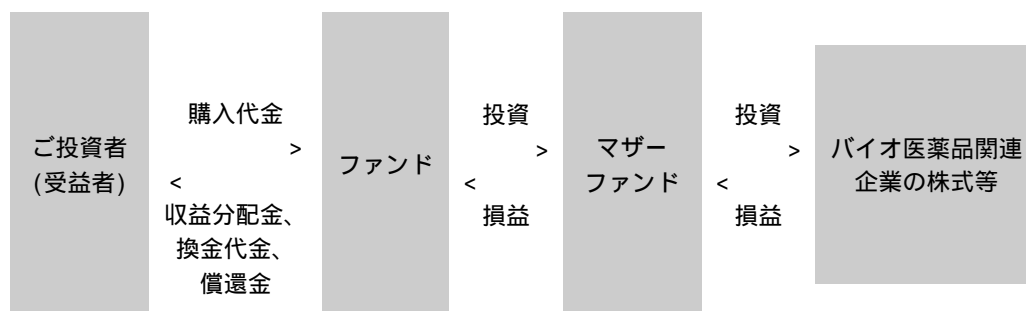 ご投資者
(受益者)
購入代金
>
<
収益分配金、
換金代金、
償還金
ファンド
投資
>
<
損益
マザー
ファンド
投資
>
<
損益
バイオ医薬品関連
企業の株式等